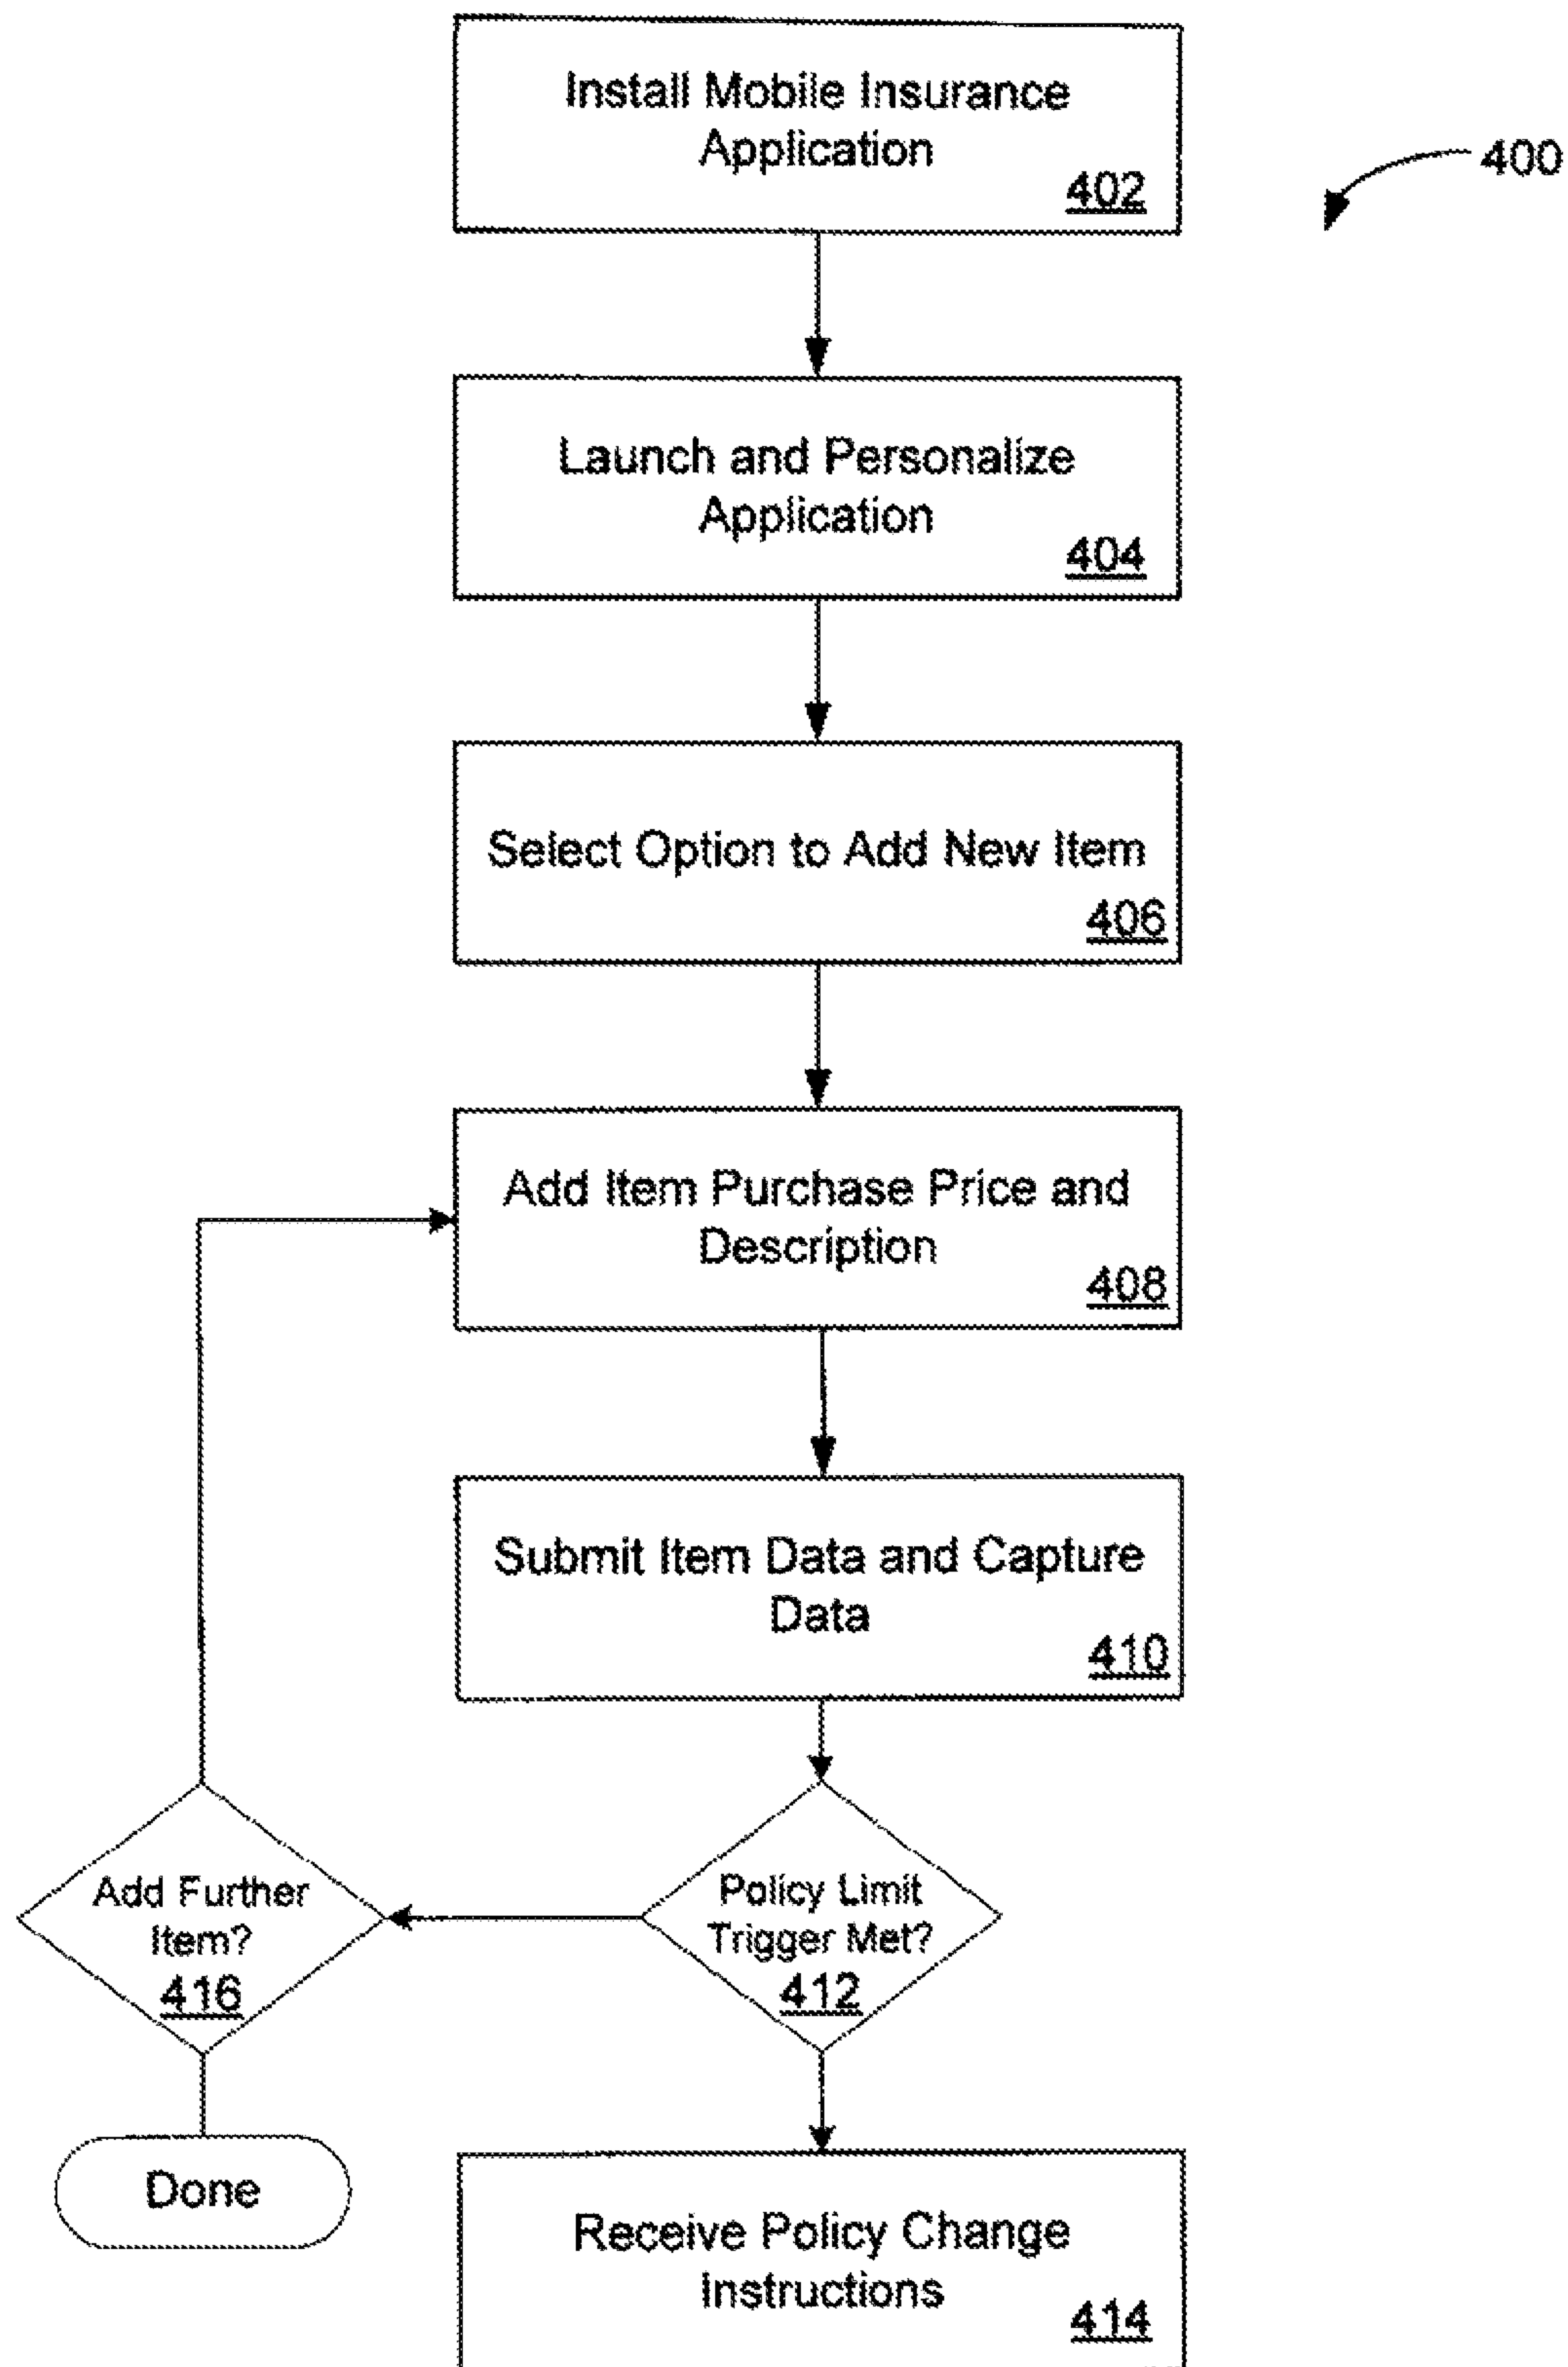 Install Mobile Insurance
Application
402
400
Launch and Personalize
Application
404
Select Option to Add New Item
406
Add Item Purchase Price and
Description
408
Submit Item Data and Capture
Data
410
Add Further
Item?
416
Policy Limit
Trigger Met?
412
Done
Receive Policy Change
Instructions
414